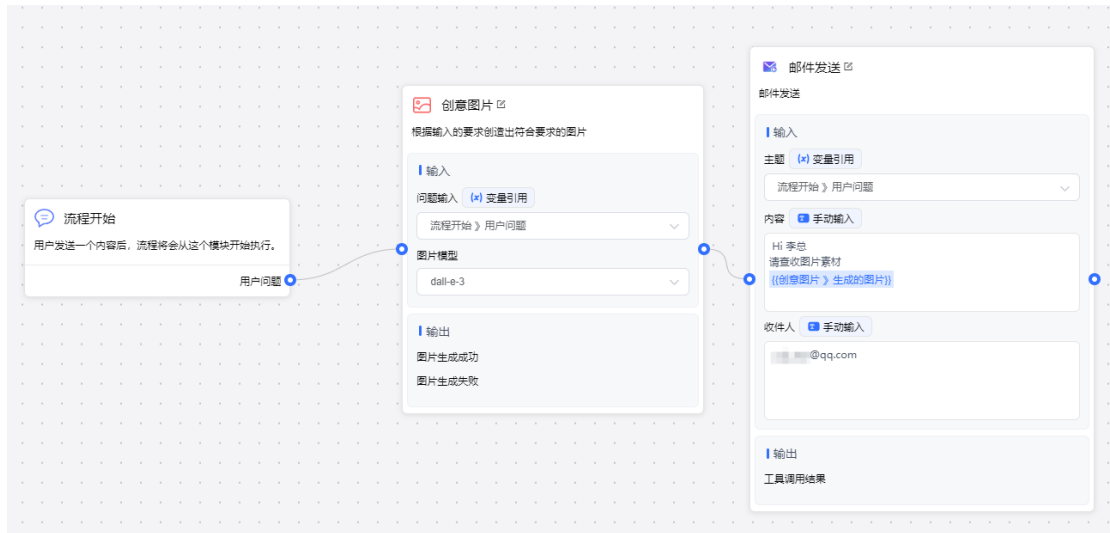 流程开始
用户发送一个内容后，流程将会从这个模块开始执行。
用户问题
创意图片
根据输入的要求创造出符合要求的图片
输入
问题输入 (x) 变量引用
流程开始 》用户问题
图片模型
dall-e-3
输出
图片生成成功
图片生成失败
邮件发送
邮件发送
输入
主题 (x) 变量引用
流程开始 》用户问题
内容 T 手动输入
Hi 李总
请查收图片素材
{{创意图片 》生成的图片}}
收件人 T 手动输入
@qq.com
输出
工具调用结果